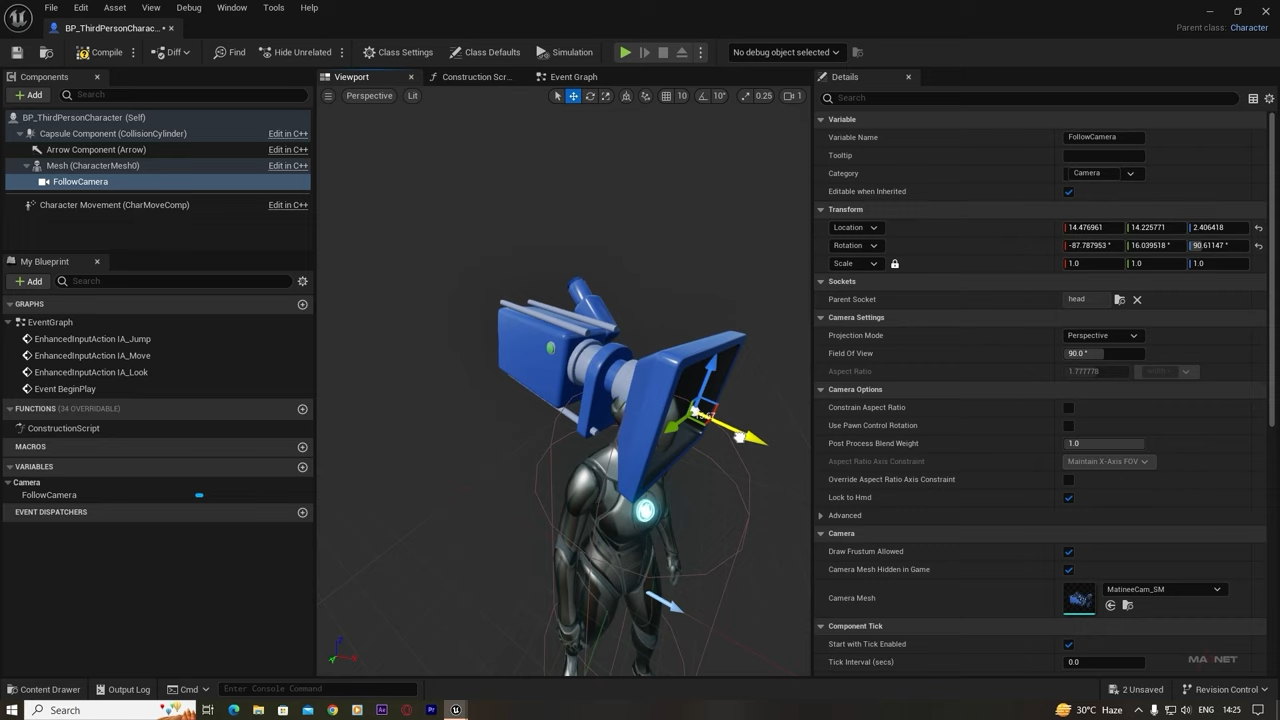 File Edit Asset View Debug Window Tools Help
BP_ThirdPersonCharac...
Parent class: Character
Compile Diff Find Hide Unrelated Class Settings Class Defaults Simulation No debug object selected
Components
Add Search
BP_ThirdPersonCharacter (Self)
Capsule Component (CollisionCylinder) Edit in C++
Arrow Component (Arrow) Edit in C++
Mesh (CharacterMesh0) Edit in C++
FollowCamera
Character Movement (CharMoveComp) Edit in C++
My Blueprint
Add Search
GRAPHS
EventGraph
EnhancedInputAction IA_Jump
EnhancedInputAction IA_Move
EnhancedInputAction IA_Look
Event BeginPlay
FUNCTIONS (34 OVERRIDABLE)
ConstructionScript
MACROS
VARIABLES
Camera
FollowCamera
EVENT DISPATCHERS
Viewport Construction Scr... Event Graph
Perspective Lit 10 10° 0.25 1
Details
Search
Variable
Variable Name FollowCamera
Tooltip
Category Camera
Editable when Inherited
Transform
Location 14.476961 14.225771 2.406418
Rotation -87.787953 ° 16.039518 ° 90.61147 °
Scale 1.0 1.0 1.0
Sockets
Parent Socket head
Camera Settings
Projection Mode Perspective
Field Of View 90.0 °
Aspect Ratio 1.777778
Camera Options
Constrain Aspect Ratio
Use Pawn Control Rotation
Post Process Blend Weight 1.0
Aspect Ratio Axis Constraint Maintain X-Axis FOV
Override Aspect Ratio Axis Constraint
Lock to Hmd
Advanced
Camera
Draw Frustum Allowed
Camera Mesh Hidden in Game
Camera Mesh MatineeCam_SM
Component Tick
Start with Tick Enabled
Tick Interval (secs) 0.0
Content Drawer Output Log Cmd Enter Console Command 2 Unsaved Revision Control
Search
30°C Haze ENG 14:25